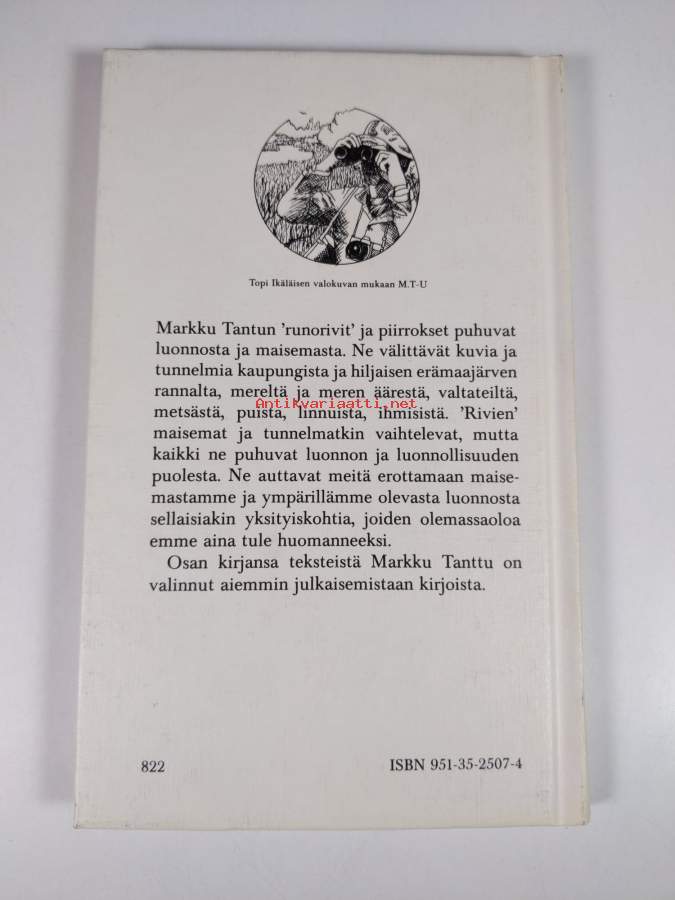 Topi Ikäläisen valokuvan mukaan M.T-U
Markku Tantun ’runorivit’ ja piirrokset puhuvat
luonnosta ja maisemasta. Ne välittävät kuvia ja
tunnelmia kaupungista ja hiljaisen erämaajärven
rannalta, mereltä ja meren äärestä, valtateiltä,
Antikvariaatti.net
metsästä, puista, linnuista, ihmisistä. ’Rivien’
maisemat ja tunnelmatkin vaihtelevat, mutta
kaikki ne puhuvat luonnon ja luonnollisuuden
puolesta. Ne auttavat meitä erottamaan maise-
mastamme ja ympärillämme olevasta luonnosta
sellaisiakin yksityiskohtia, joiden olemassaoloa
emme aina tule huomanneeksi.
Osan kirjansa teksteistä Markku Tanttu on
valinnut aiemmin julkaisemistaan kirjoista.
822
ISBN 951-35-2507-4